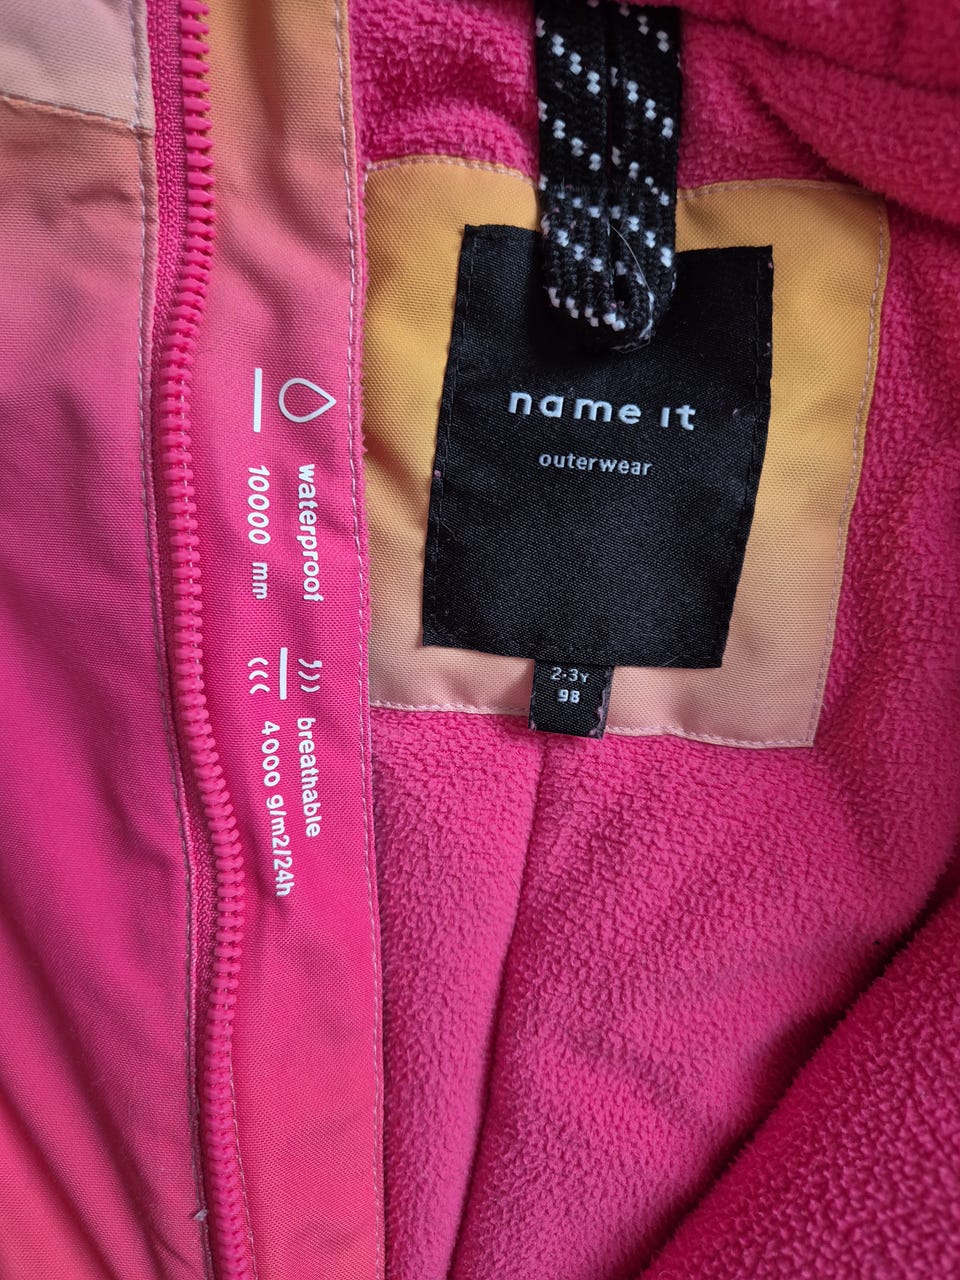 name it
outerwear
2-3Y
98
waterproof
10000 mm
breathable
4000 g/m2/24h